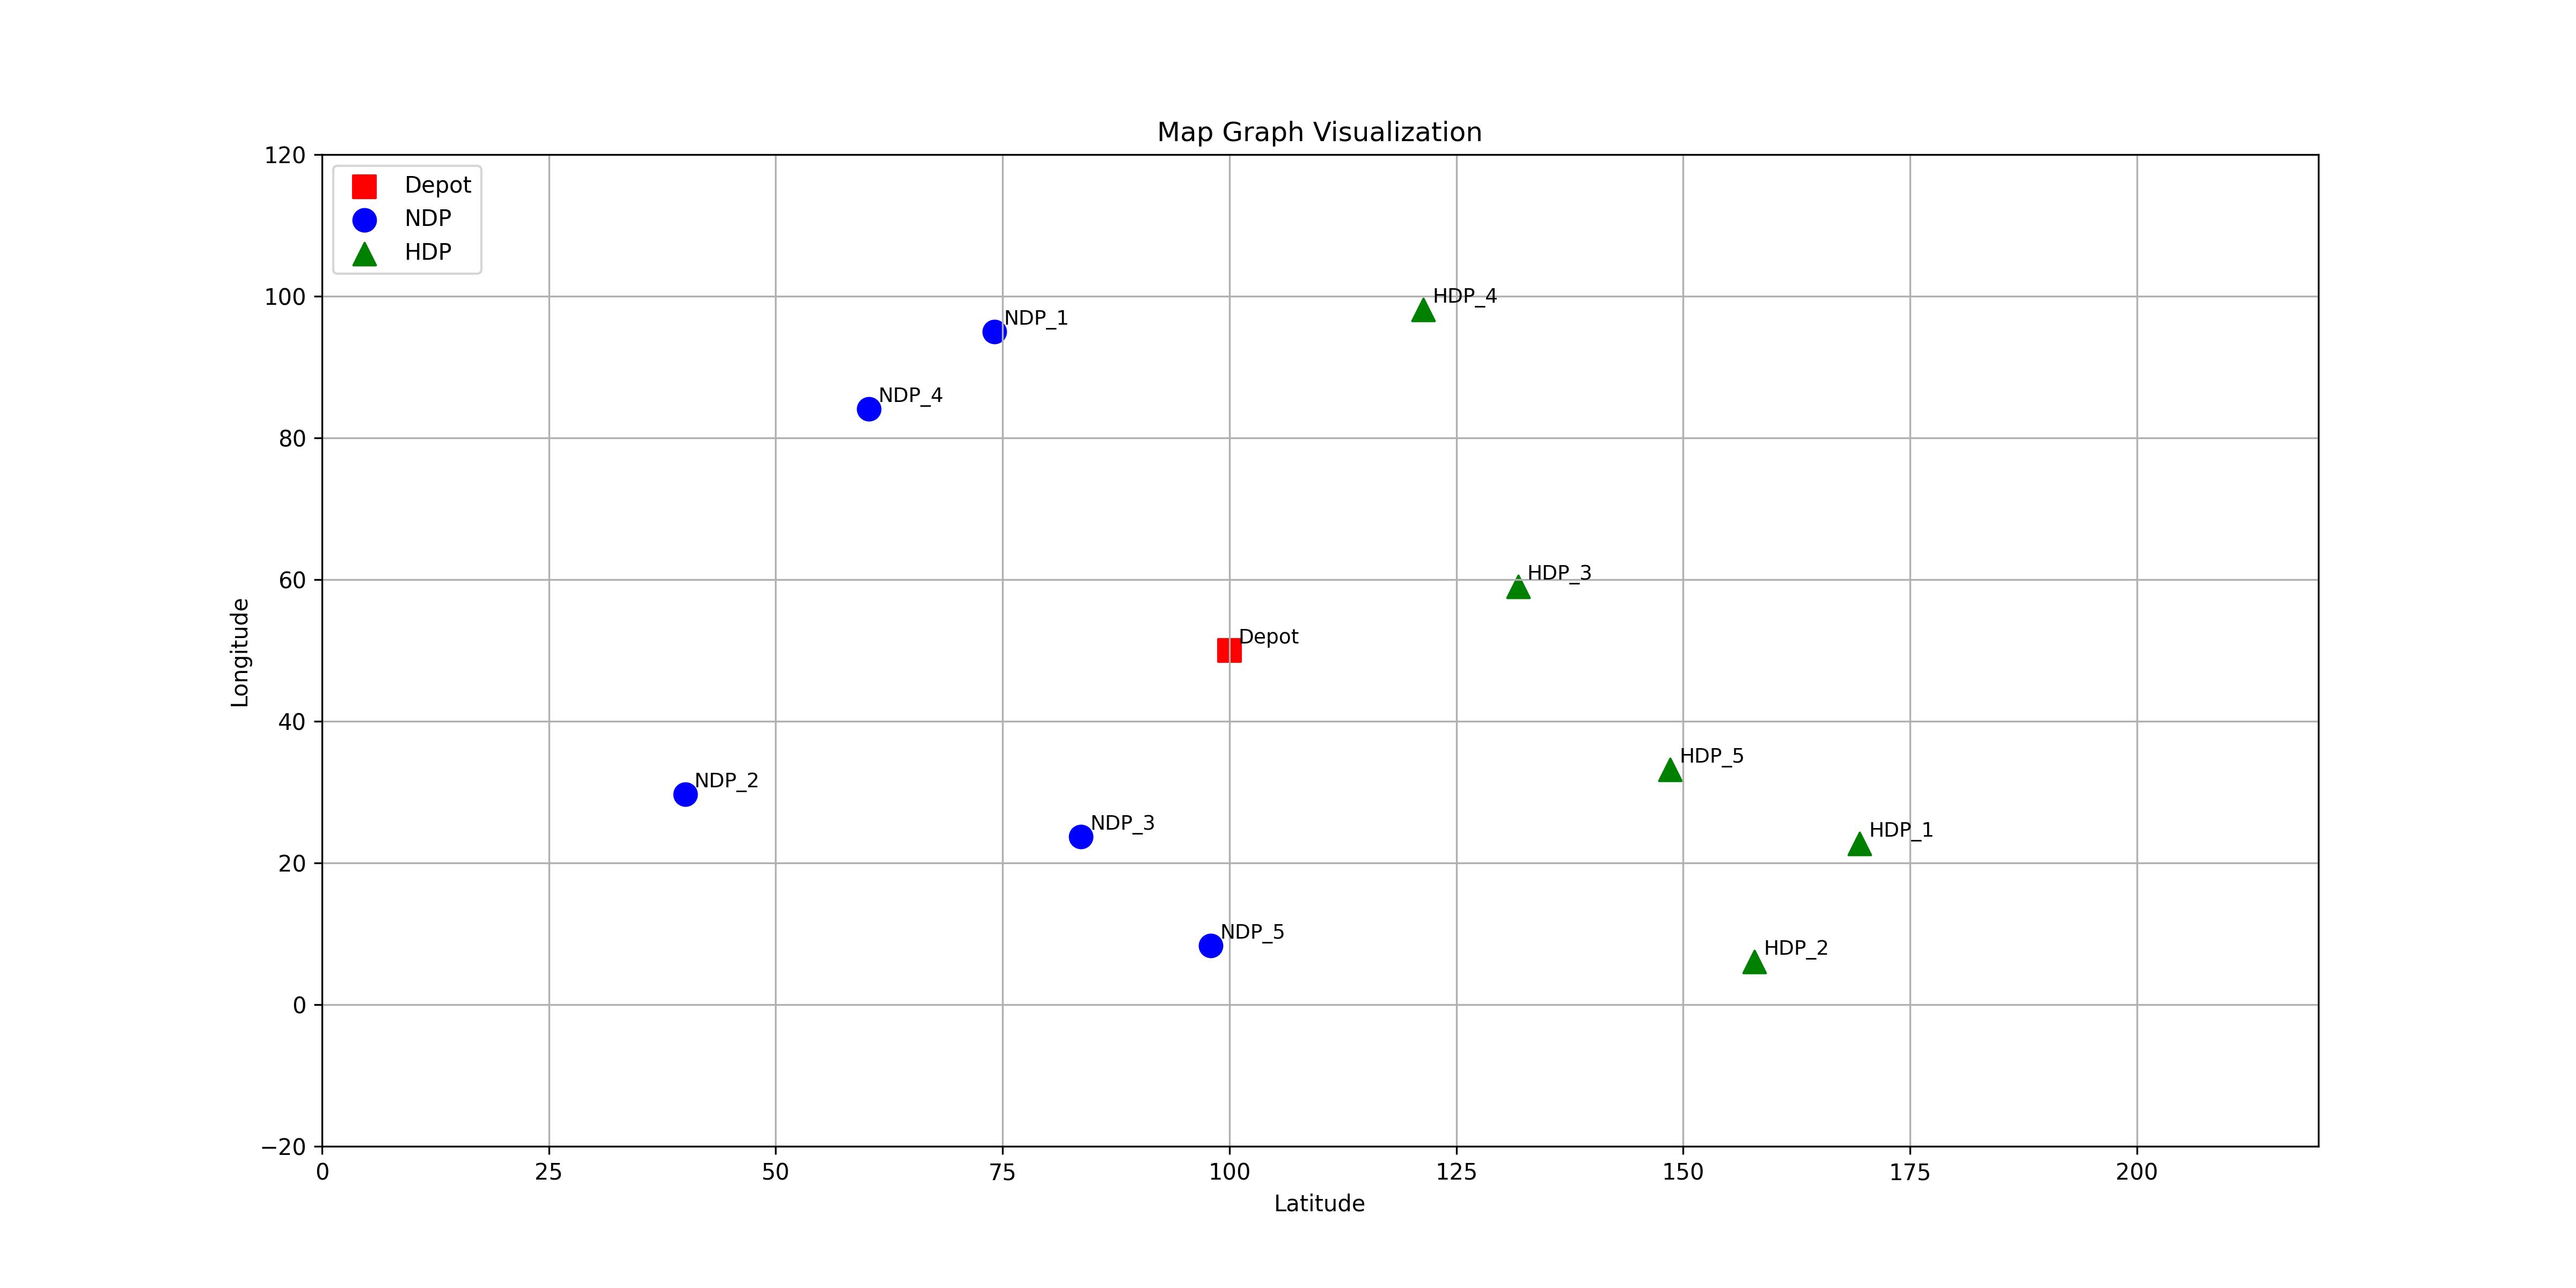 Map Graph Visualization
120
100
80
60
40
20
0
−20
Longitude
Depot
NDP
HDP
HDP_4
NDP_1
NDP_4
HDP_3
Depot
HDP_5
NDP_2
NDP_3
HDP_1
NDP_5
HDP_2
0 25 50 75 100 125 150 175 200
Latitude